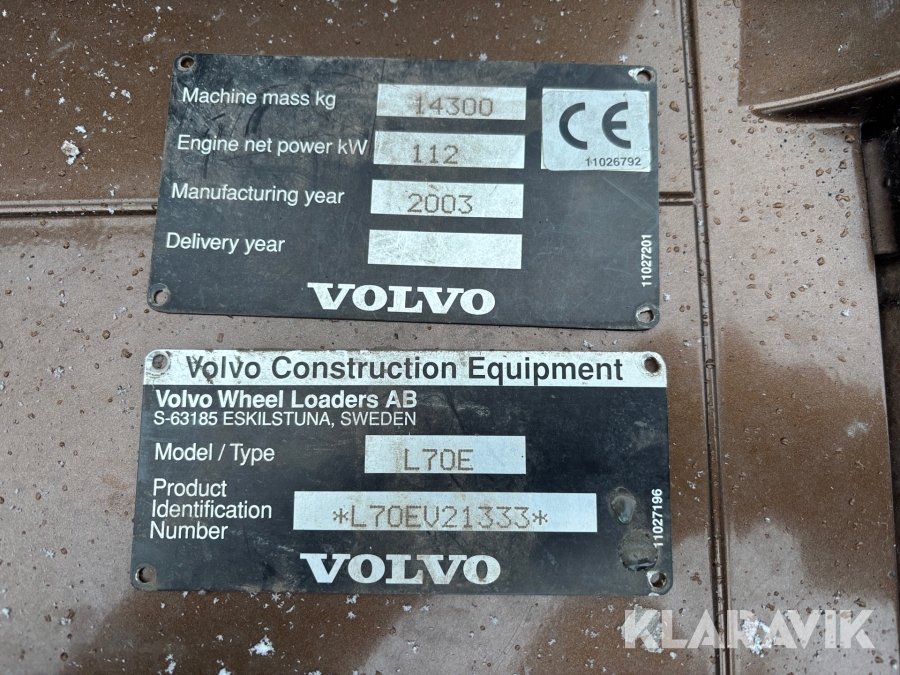 Machine mass kg 14300
Engine net power kW 112
CE
11026792
Manufacturing year 2003
Delivery year
11027201
VOLVO
Volvo Construction Equipment
Volvo Wheel Loaders AB
S-63185 ESKILSTUNA, SWEDEN
Model / Type L70E
Product
Identification
Number *L70EV21333*
11027196
VOLVO
KLARAVIK